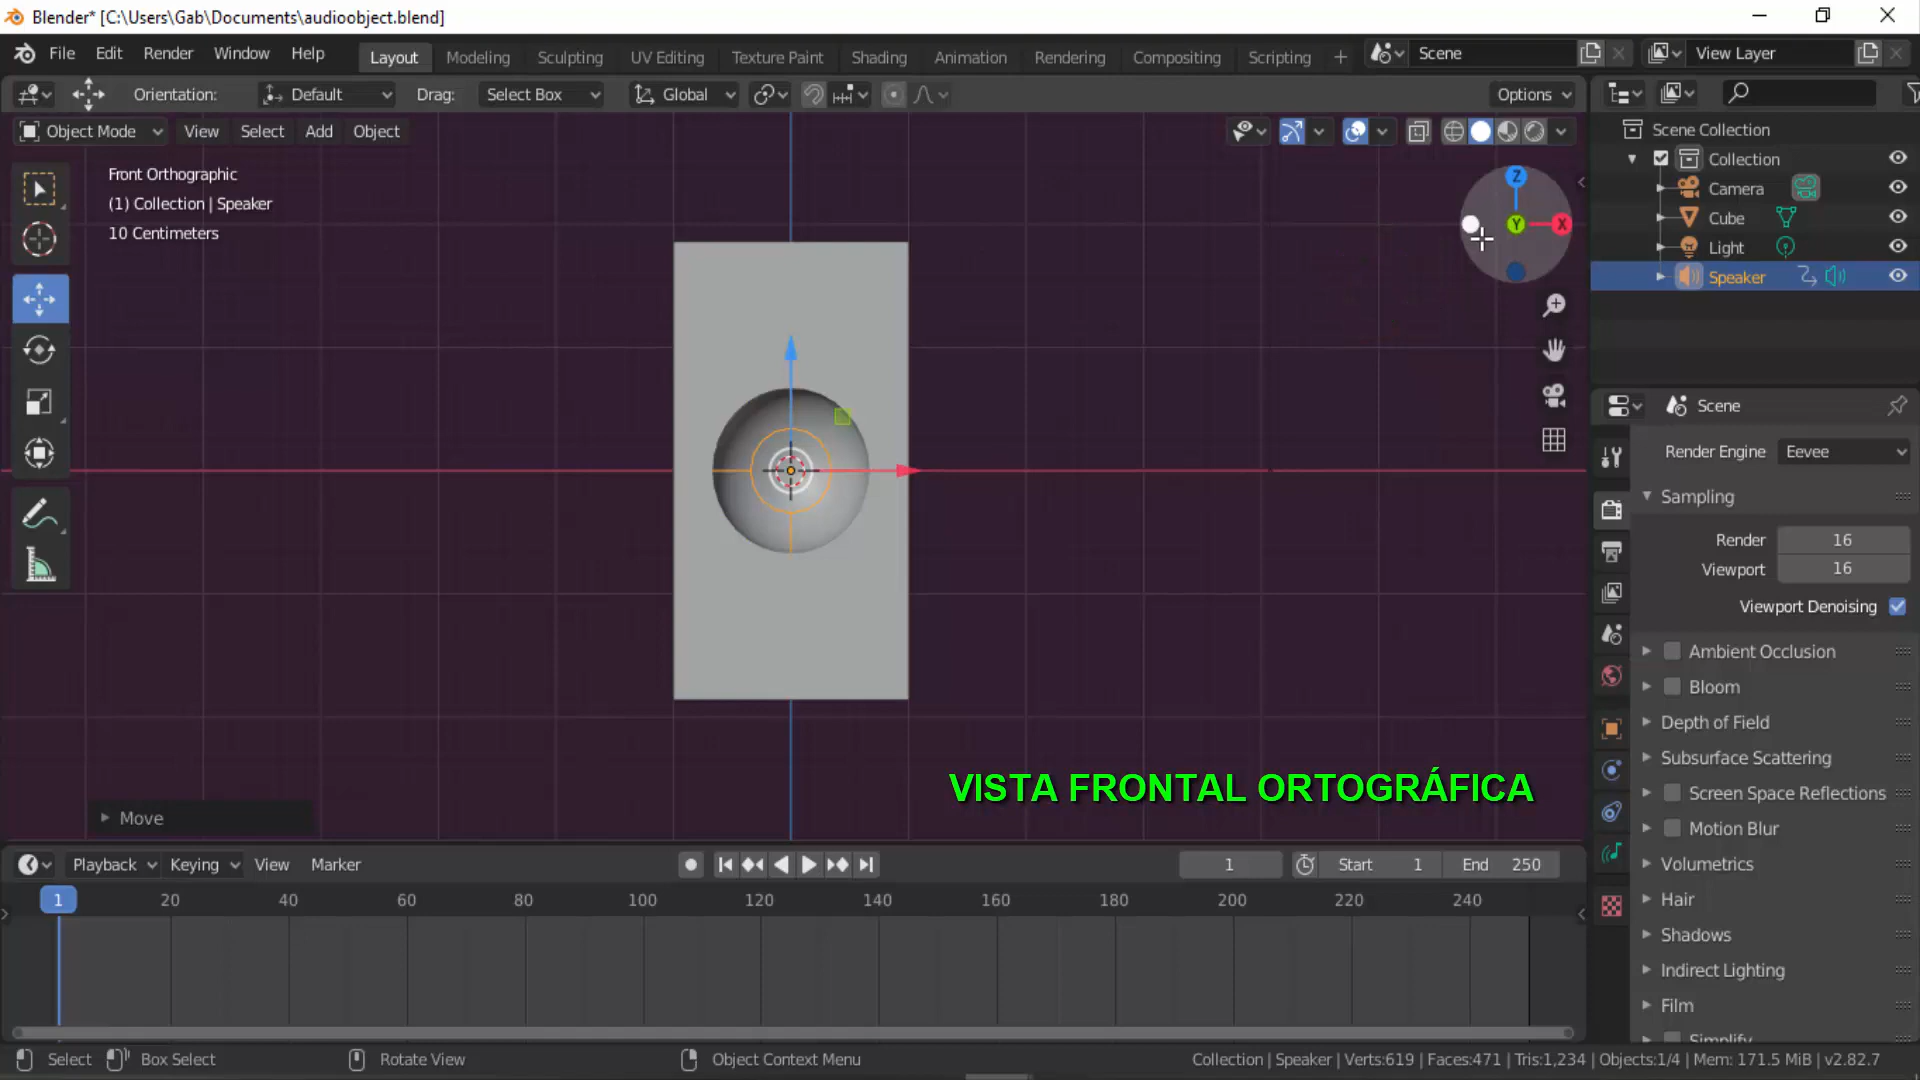 Blender* [C:\Users\Gab\Documents\audioobject.blend]
File Edit Render Window Help Layout Modeling Sculpting UV Editing Texture Paint Shading Animation Rendering Compositing Scripting + Scene View Layer
Orientation: Default Drag: Select Box Global Options
Object Mode View Select Add Object
Front Orthographic
(1) Collection | Speaker
10 Centimeters
Z
Y
X
Scene Collection
Collection
Camera
Cube
Light
Speaker
Scene
Render Engine Eevee
Sampling
Render 16
Viewport 16
Viewport Denoising
Ambient Occlusion
Bloom
Depth of Field
Subsurface Scattering
Screen Space Reflections
Motion Blur
Volumetrics
Hair
Shadows
Indirect Lighting
Film
Simplify
VISTA FRONTAL ORTOGRÁFICA
Move
Playback Keying View Marker 1 Start 1 End 250
1 20 40 60 80 100 120 140 160 180 200 220 240
Select Box Select Rotate View Object Context Menu Collection | Speaker | Verts:619 | Faces:471 | Tris:1,234 | Objects:1/4 | Mem: 171.5 MiB | v2.82.7